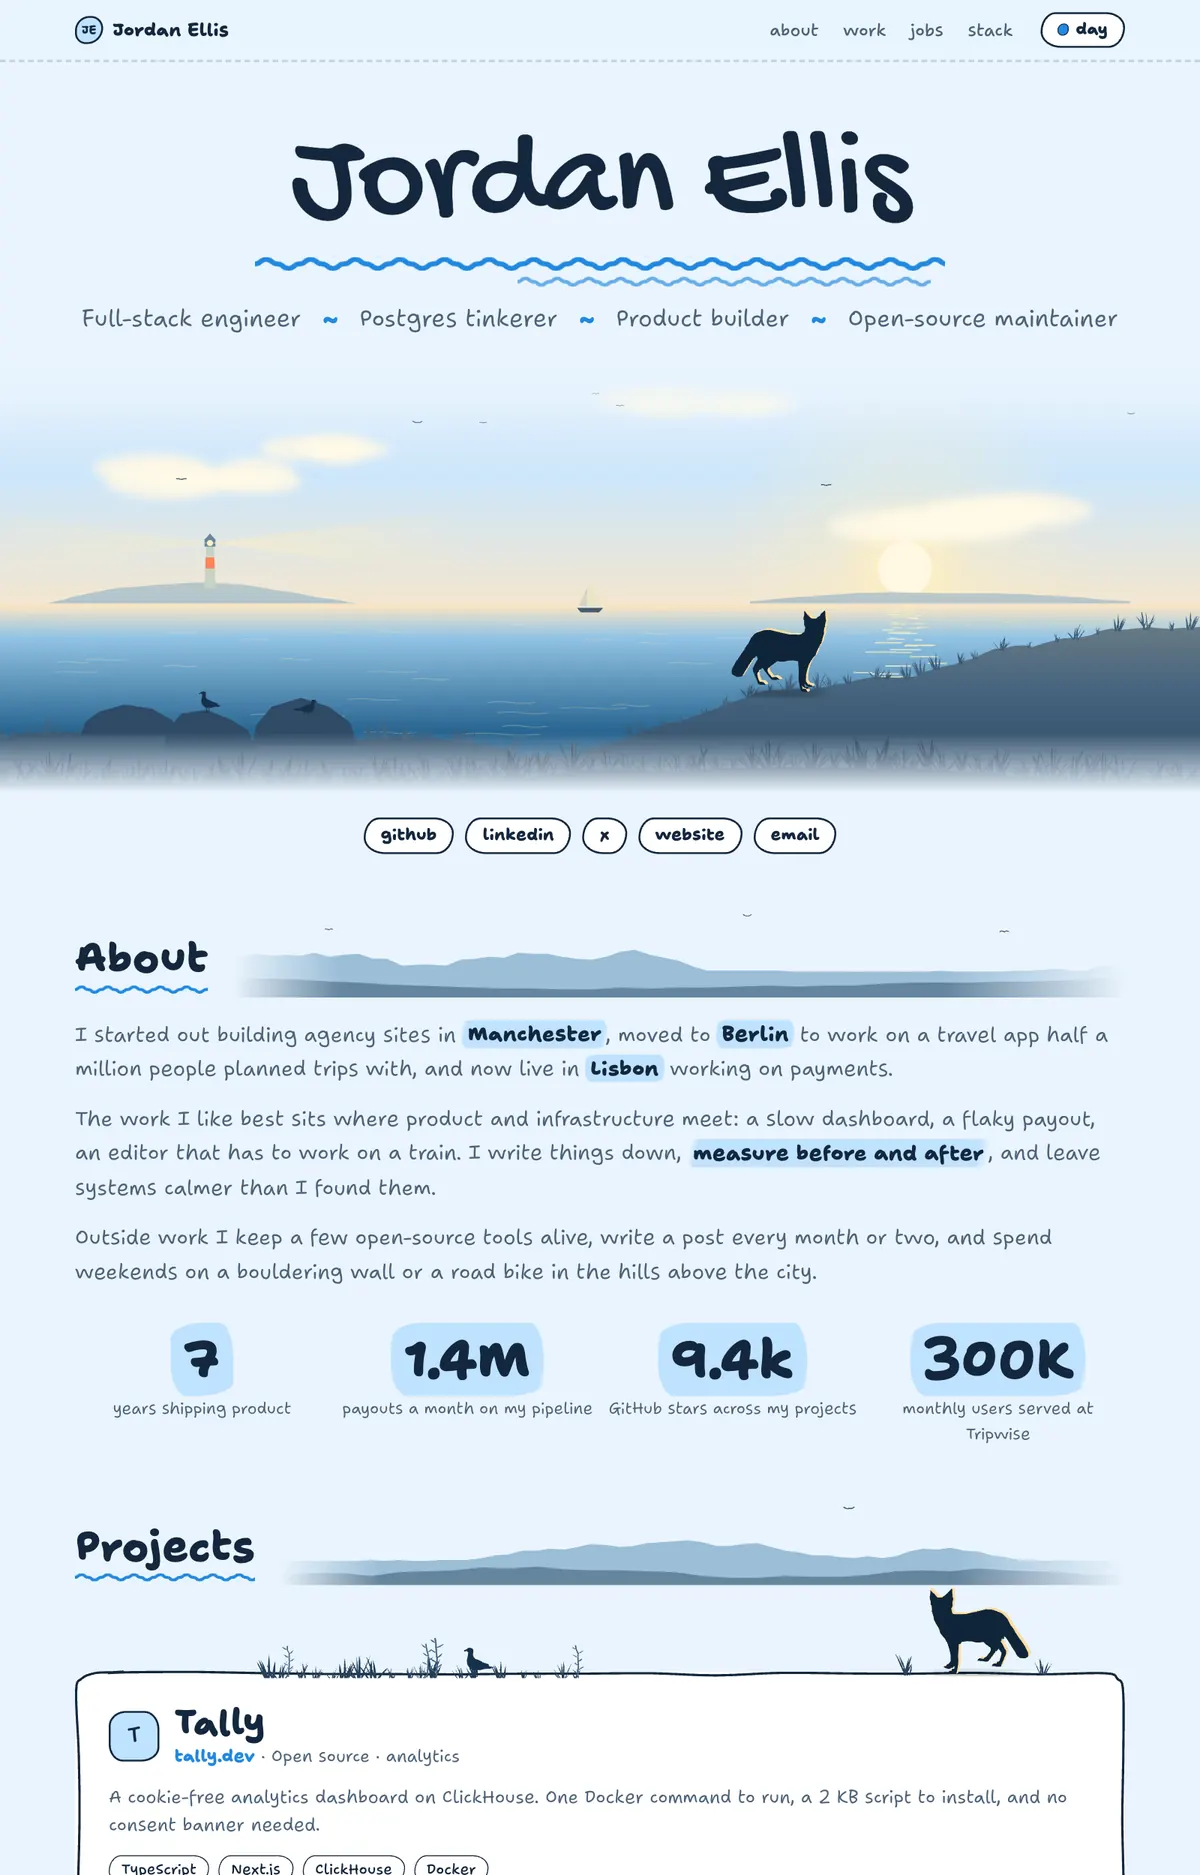 JE Jordan Ellis about work jobs stack day
Jordan Ellis
Full-stack engineer ~ Postgres tinkerer ~ Product builder ~ Open-source maintainer
github linkedin x website email
About
I started out building agency sites in Manchester, moved to Berlin to work on a travel app half a
million people planned trips with, and now live in Lisbon working on payments.
The work I like best sits where product and infrastructure meet: a slow dashboard, a flaky payout,
an editor that has to work on a train. I write things down, measure before and after, and leave
systems calmer than I found them.
Outside work I keep a few open-source tools alive, write a post every month or two, and spend
weekends on a bouldering wall or a road bike in the hills above the city.
7 1.4M 9.4k 300K
years shipping product payouts a month on my pipeline GitHub stars across my projects monthly users served at
Tripwise
Projects
T Tally
tally.dev · Open source · analytics
A cookie-free analytics dashboard on ClickHouse. One Docker command to run, a 2 KB script to install, and no
consent banner needed.
TypeScript Next.js ClickHouse Docker